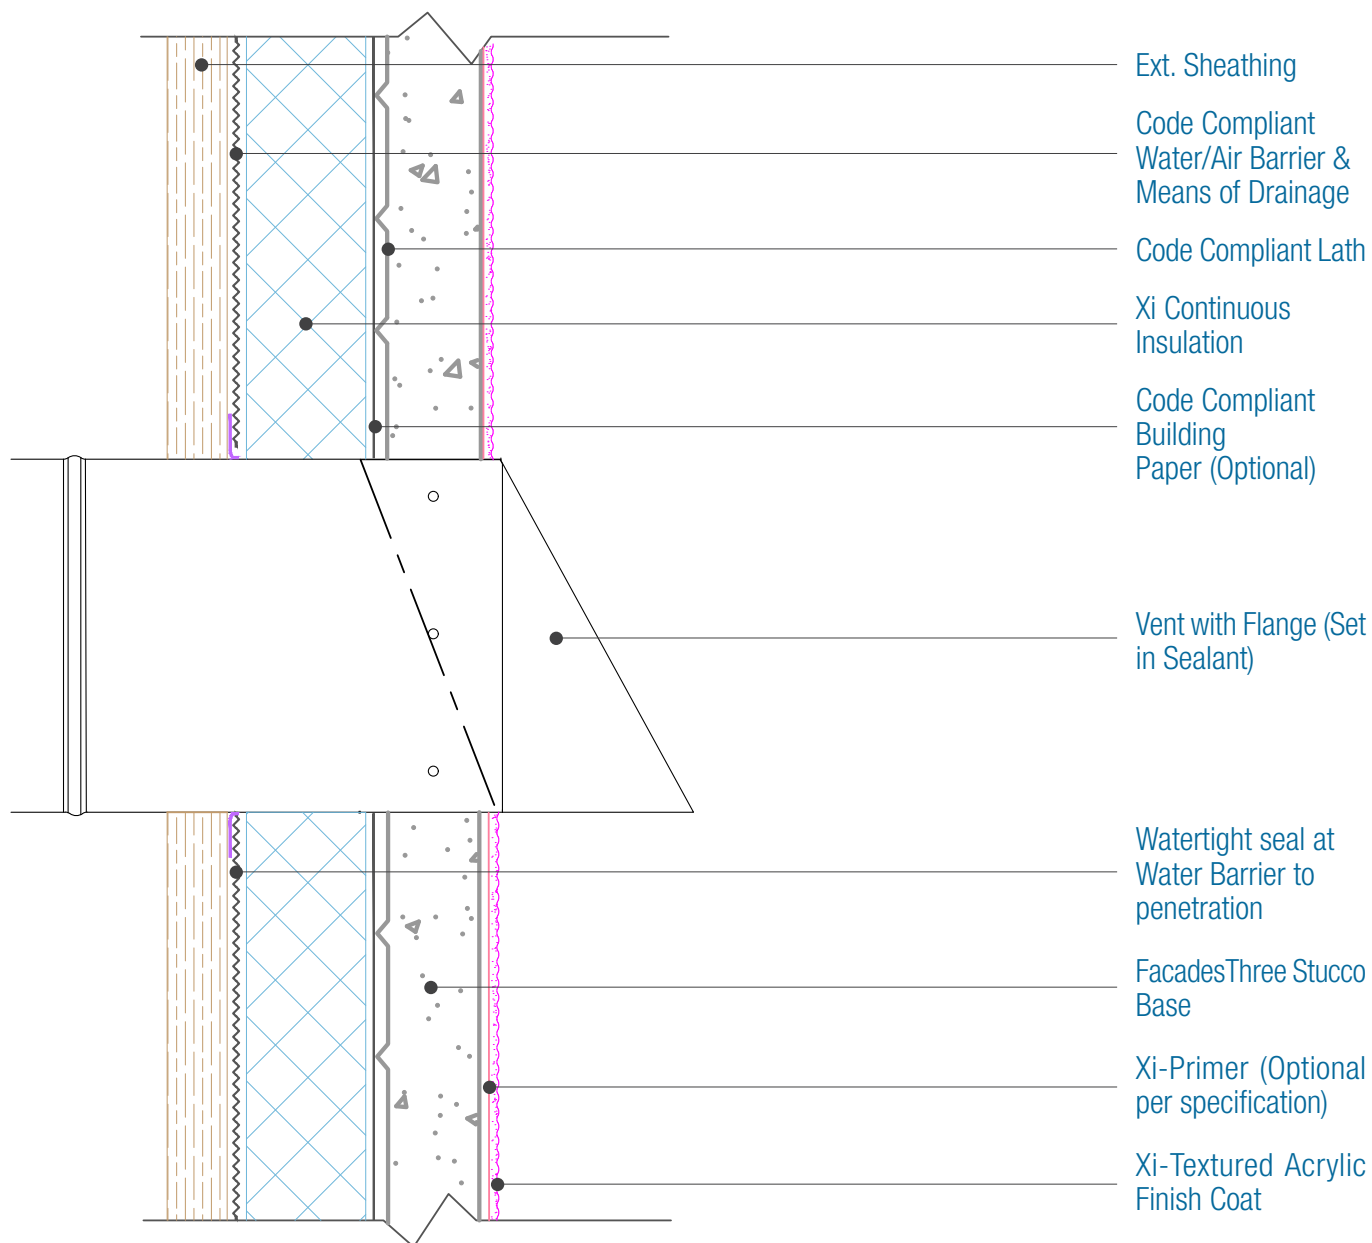 Ext. Sheathing
Code Compliant
Water/Air Barrier &
Means of Drainage
Code Compliant Lath
Xi Continuous
Insulation
Code Compliant
Building
Paper (Optional)
Vent with Flange (Set
in Sealant)
Watertight seal at
Water Barrier to
penetration
FacadesThree Stucco
Base
Xi-Primer (Optional
per specification)
Xi-Textured Acrylic
Finish Coat